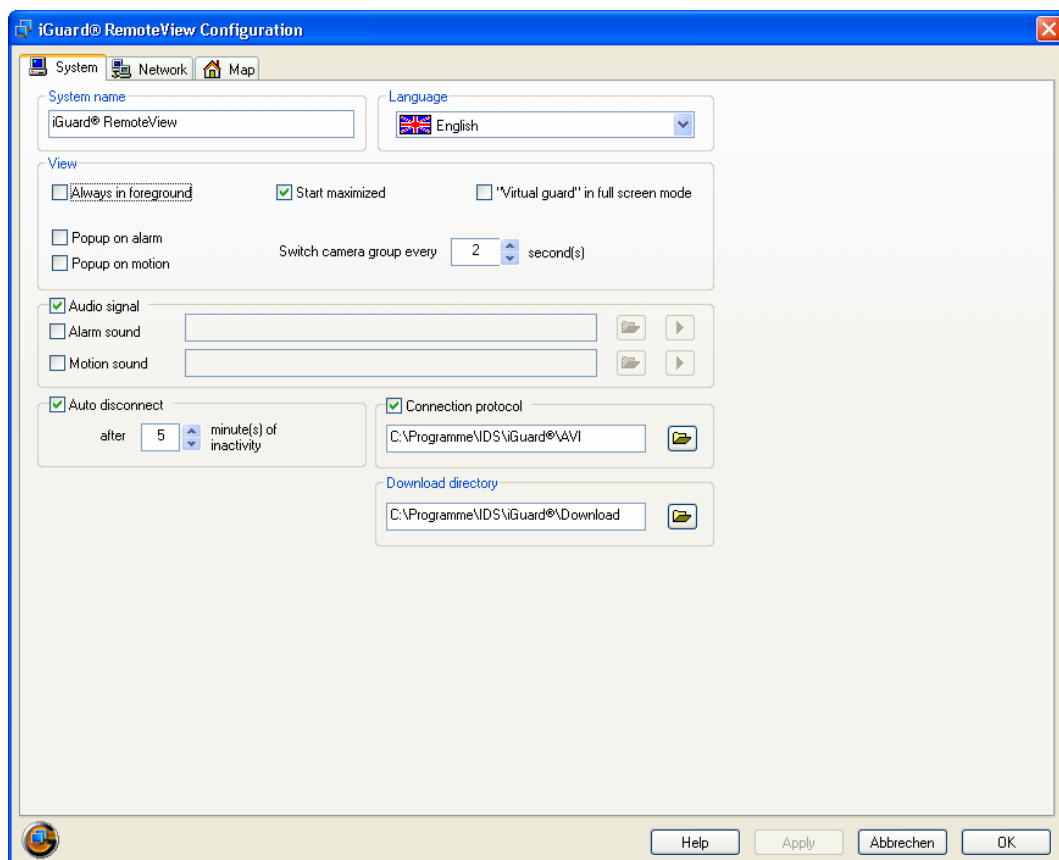 iGuard® RemoteView Configuration
System Network Map
System name Language
iGuard® RemoteView English
View
Always in foreground Start maximized "Virtual guard" in full screen mode
Popup on alarm
Switch camera group every 2 second(s)
Popup on motion
Audio signal
Alarm sound
Motion sound
Auto disconnect
after 5 minute(s) of
inactivity
Connection protocol
C:\Programme\IDS\iGuard®\AVI
Download directory
C:\Programme\IDS\iGuard®\Download
Help Apply Abbrechen OK